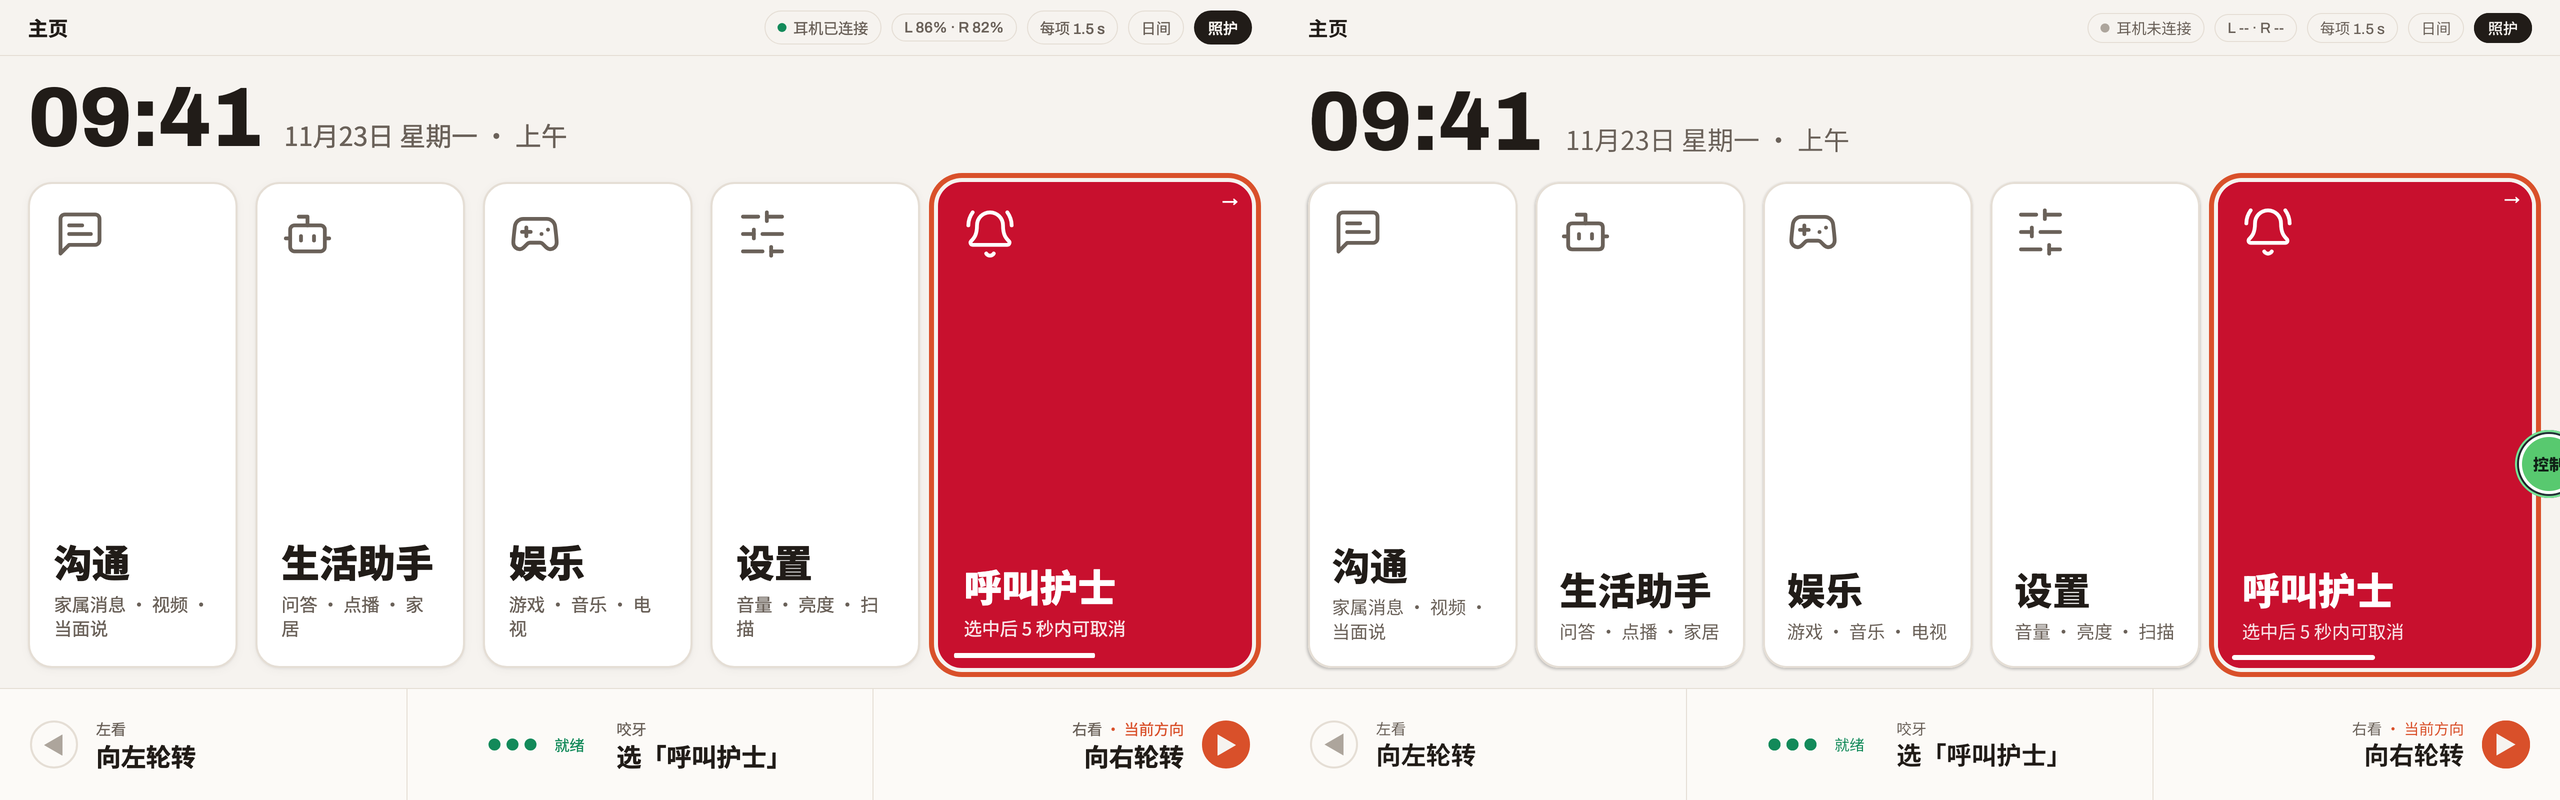 主页
耳机已连接
L 86% · R 82%
每项 1.5 s
日间
照护
09:41
11月23日 星期一 · 上午
沟通
家属消息 · 视频 ·
当面说
生活助手
问答 · 点播 · 家
居
娱乐
游戏 · 音乐 · 电
视
设置
音量 · 亮度 · 扫
描
→
呼叫护士
选中后 5 秒内可取消
左看
向左轮转
就绪
咬牙
选「呼叫护士」
右看 · 当前方向
向右轮转
主页
耳机未连接
L -- · R --
每项 1.5 s
日间
照护
09:41
11月23日 星期一 · 上午
沟通
家属消息 · 视频 ·
当面说
生活助手
问答 · 点播 · 家居
娱乐
游戏 · 音乐 · 电视
设置
音量 · 亮度 · 扫描
→
呼叫护士
选中后 5 秒内可取消
控制
左看
向左轮转
就绪
咬牙
选「呼叫护士」
右看 · 当前方向
向右轮转